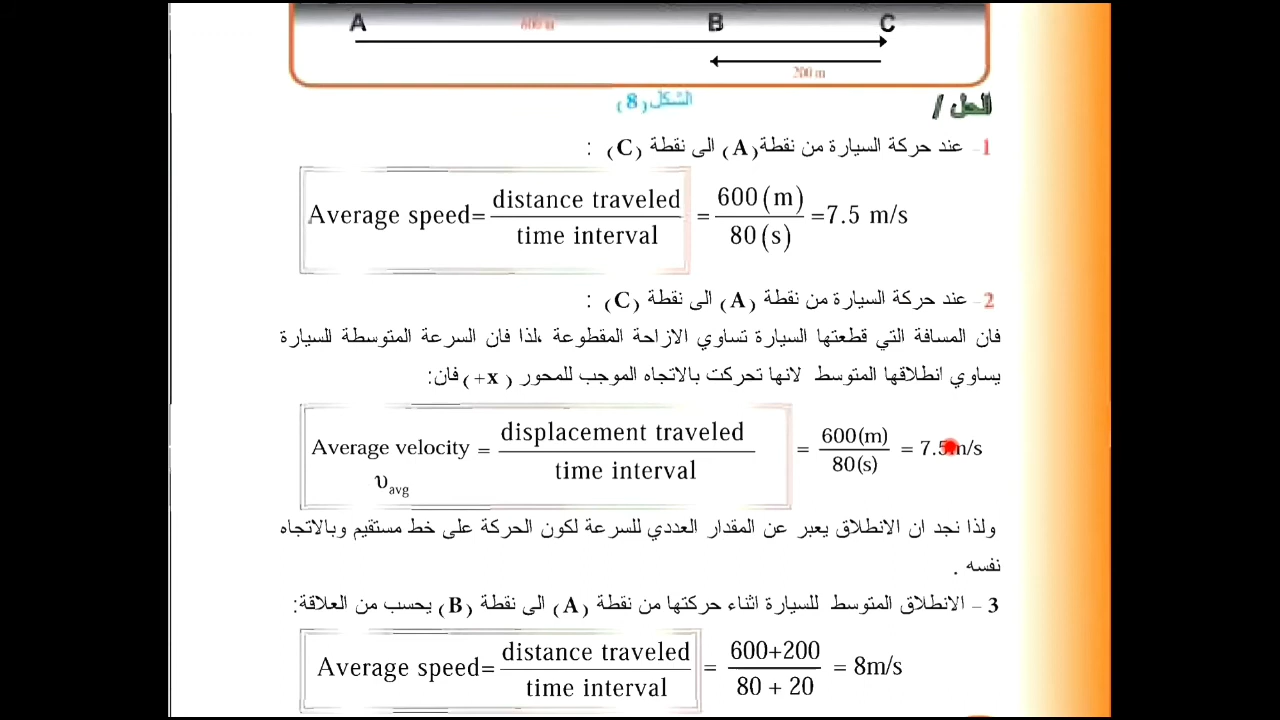 A 600 m B C
200 m
الشكل (8)
الحل /
1- عند حركة السيارة من نقطة (A) الى نقطة (C) :
Average speed= distance traveled / time interval = 600(m) / 80(s) =7.5 m/s
2- عند حركة السيارة من نقطة (A) الى نقطة (C) :
فان المسافة التي قطعتها السيارة تساوي الازاحة المقطوعة ،لذا فان السرعة المتوسطة للسيارة
يساوي انطلاقها المتوسط لانها تحركت بالاتجاه الموجب للمحور (+x) فان:
Average velocity υavg = displacement traveled / time interval = 600(m) / 80(s) = 7.5m/s
ولذا نجد ان الانطلاق يعبر عن المقدار العددي للسرعة لكون الحركة على خط مستقيم وبالاتجاه
نفسه .
3 - الانطلاق المتوسط للسيارة اثناء حركتها من نقطة (A) الى نقطة (B) يحسب من العلاقة:
Average speed= distance traveled / time interval = 600+200 / 80 + 20 = 8m/s